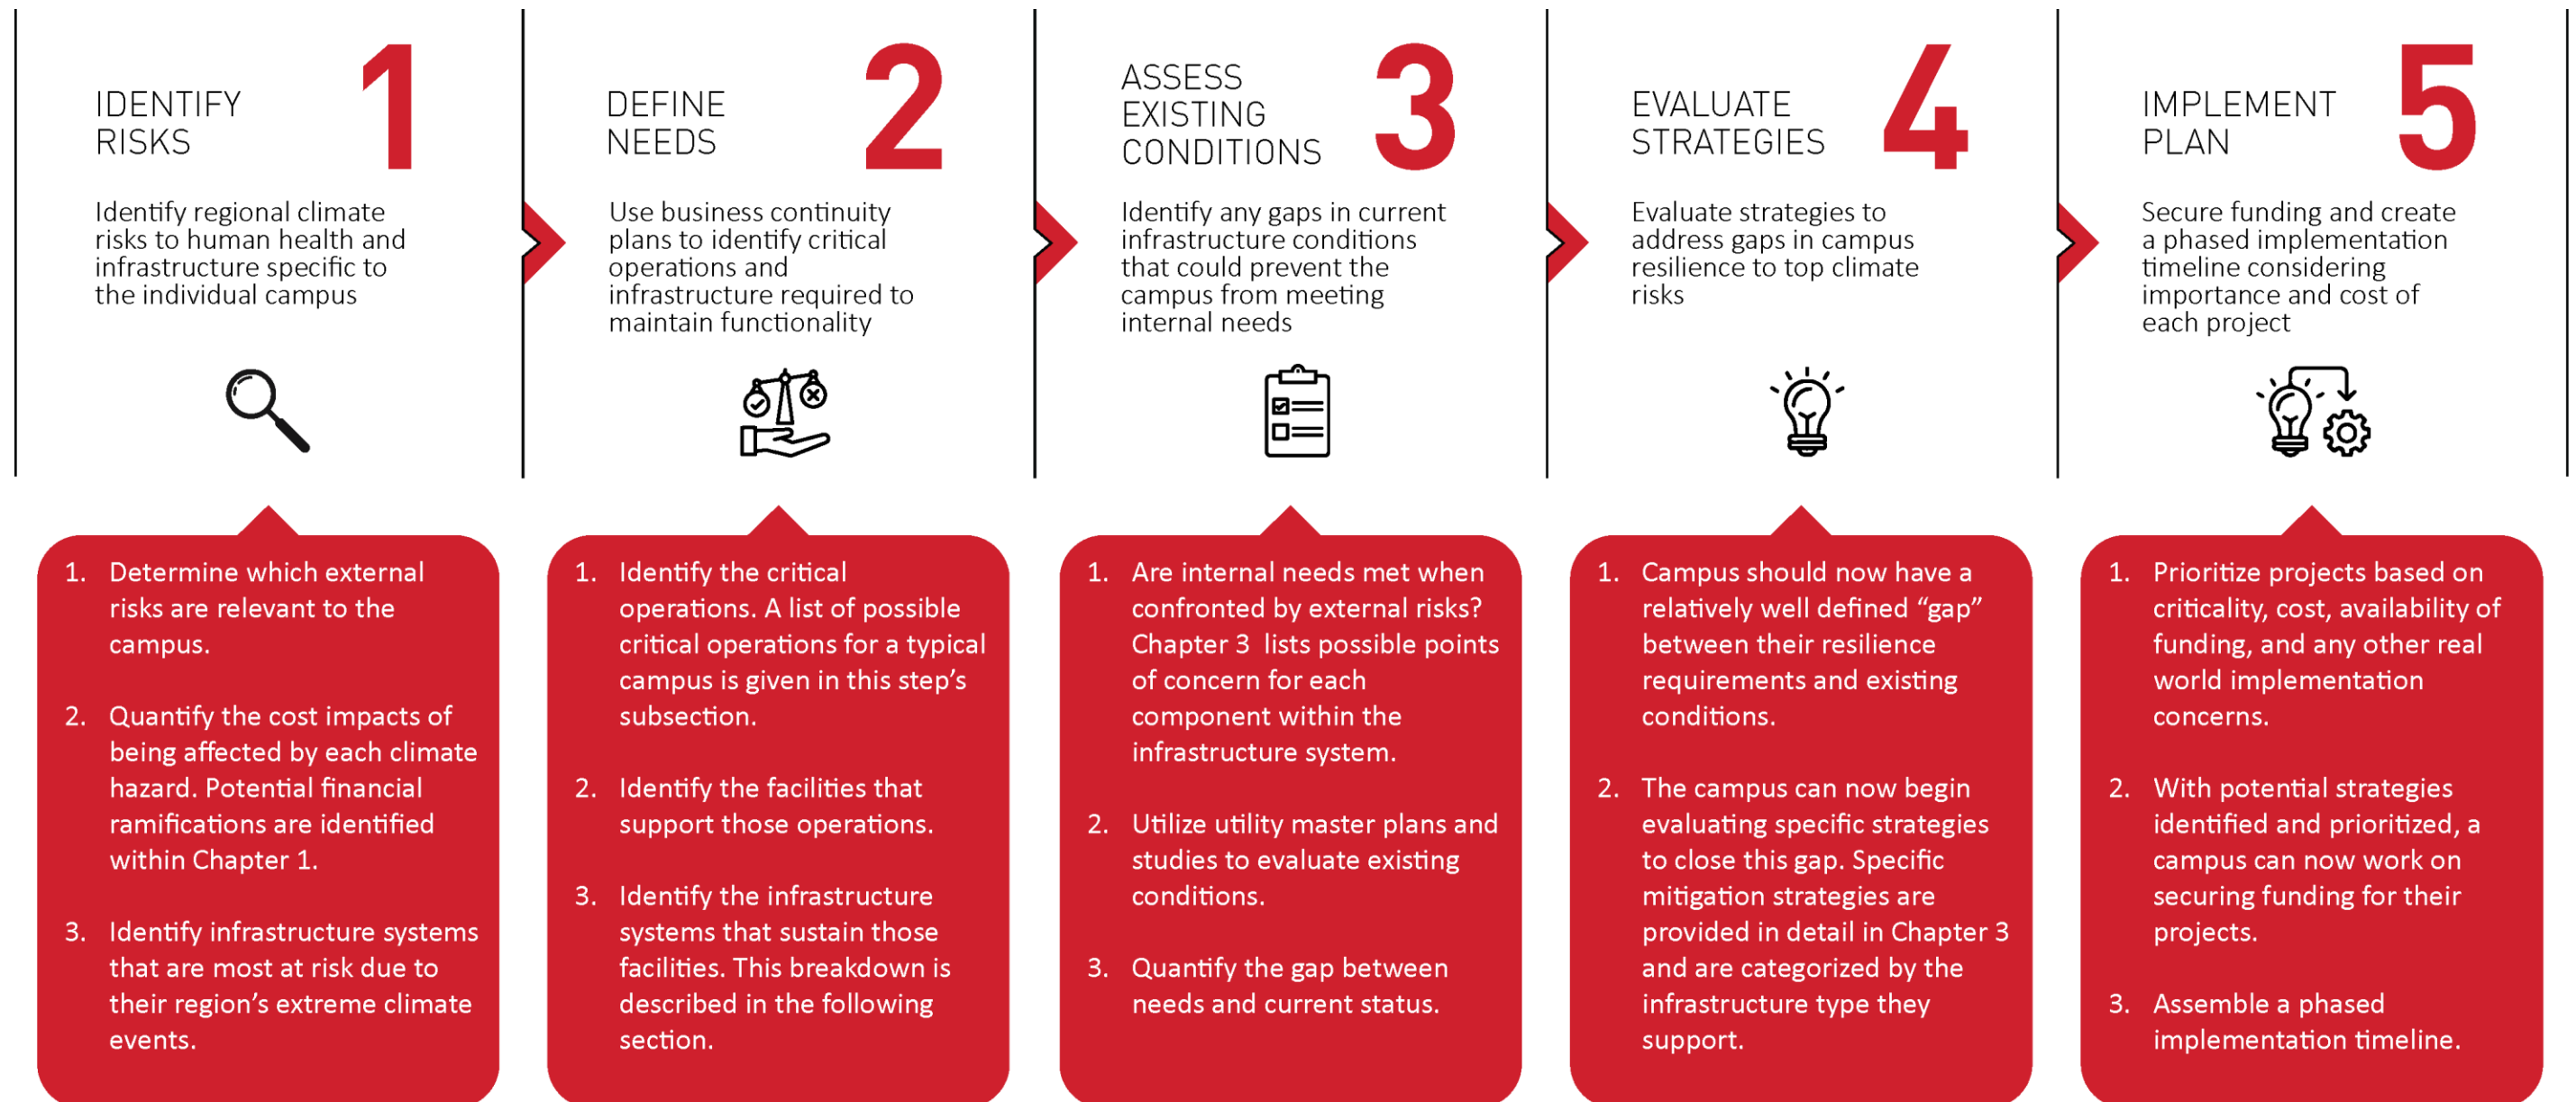 IDENTIFY
RISKS
1
Identify regional climate
risks to human health and
infrastructure specific to
the individual campus
DEFINE
NEEDS
2
Use business continuity
plans to identify critical
operations and
infrastructure required to
maintain functionality
ASSESS
EXISTING
CONDITIONS
3
Identify any gaps in current
infrastructure conditions
that could prevent the
campus from meeting
internal needs
EVALUATE
STRATEGIES
4
Evaluate strategies to
address gaps in campus
resilience to top climate
risks
IMPLEMENT
PLAN
5
Secure funding and create
a phased implementation
timeline considering
importance and cost of
each project
1. Determine which external
risks are relevant to the
campus.
2. Quantify the cost impacts of
being affected by each climate
hazard. Potential financial
ramifications are identified
within Chapter 1.
3. Identify infrastructure systems
that are most at risk due to
their region’s extreme climate
events.
1. Identify the critical
operations. A list of possible
critical operations for a typical
campus is given in this step’s
subsection.
2. Identify the facilities that
support those operations.
3. Identify the infrastructure
systems that sustain those
facilities. This breakdown is
described in the following
section.
1. Are internal needs met when
confronted by external risks?
Chapter 3 lists possible points
of concern for each
component within the
infrastructure system.
2. Utilize utility master plans and
studies to evaluate existing
conditions.
3. Quantify the gap between
needs and current status.
1. Campus should now have a
relatively well defined “gap”
between their resilience
requirements and existing
conditions.
2. The campus can now begin
evaluating specific strategies
to close this gap. Specific
mitigation strategies are
provided in detail in Chapter 3
and are categorized by the
infrastructure type they
support.
1. Prioritize projects based on
criticality, cost, availability of
funding, and any other real
world implementation
concerns.
2. With potential strategies
identified and prioritized, a
campus can now work on
securing funding for their
projects.
3. Assemble a phased
implementation timeline.